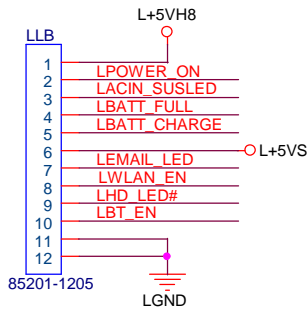 L+5VH8
LLB
1
LPOWER_ON
2
LACIN_SUSLED
3
LBATT_FULL
4
LBATT_CHARGE
5
6
L+5VS
LEMAIL_LED
7
LWLAN_EN
8
LHD_LED#
9
LBT_EN
10
11
12
85201-1205
LGND